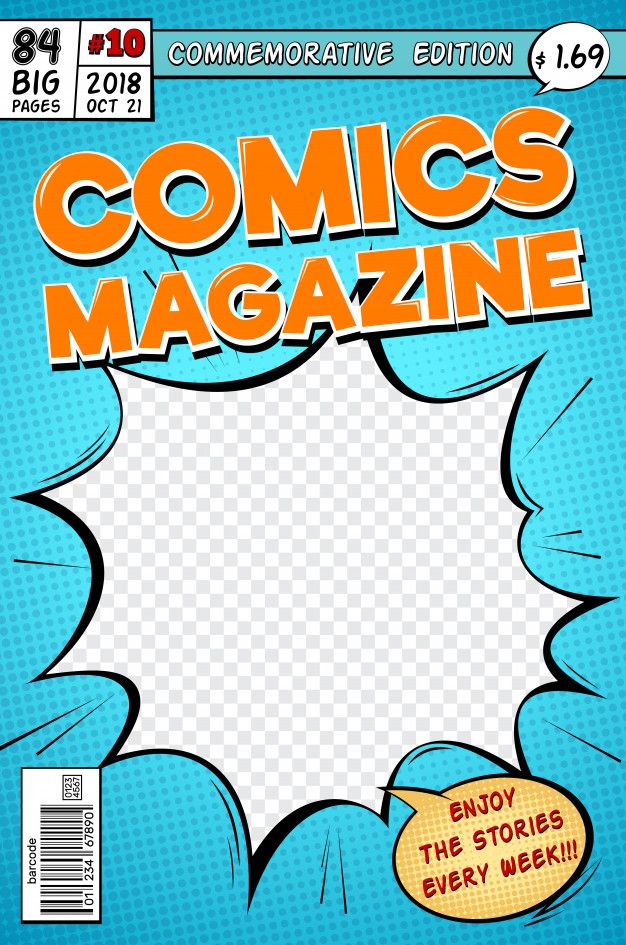 84
BIG
PAGES
#10
2018
OCT 21
COMMEMORATIVE EDITION
$ 1.69
COMICS
MAGAZINE
ENJOY
THE STORIES
EVERY WEEK!!!
barcode
0123
4567
01 234 67890